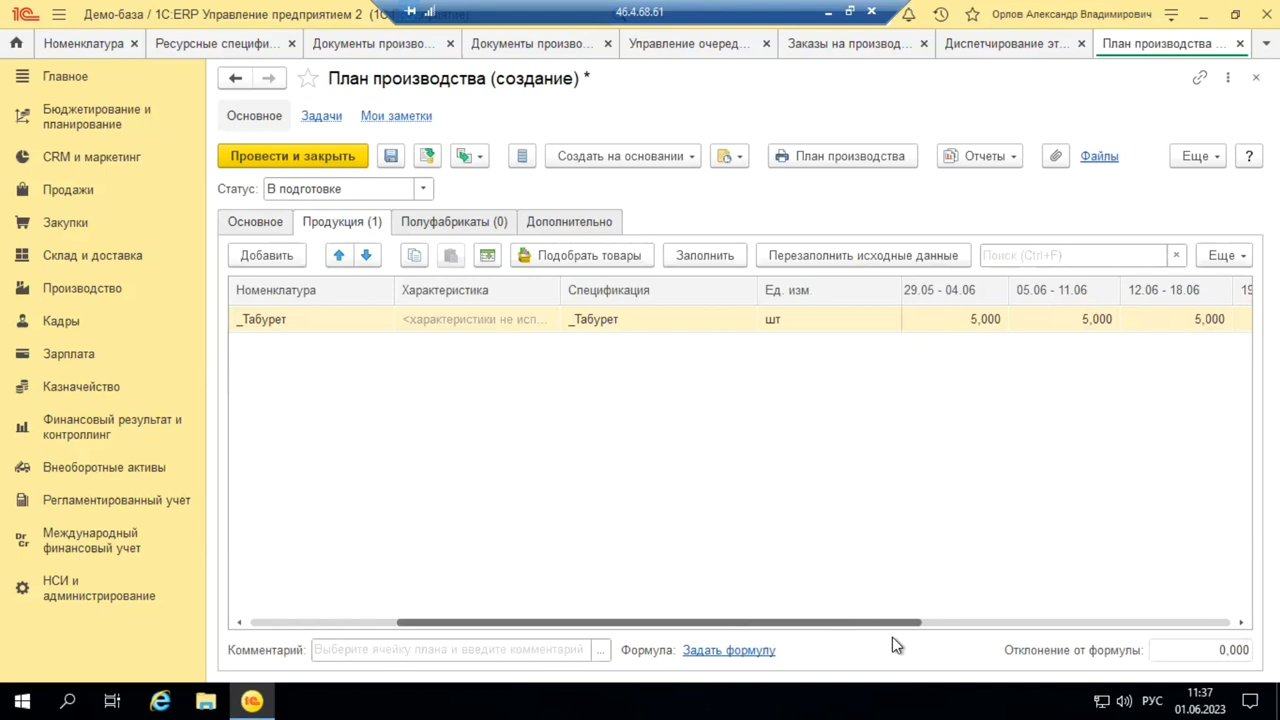 Демо-база / 1С:ERP Управление предприятием 2 (1С:Предприятие)
46.4.68.61
Орлов Александр Владимирович
Номенклатура
Ресурсные специфи...
Документы произво...
Документы произво...
Управление очеред...
Заказы на производ...
Диспетчирование эт...
План производства ...
Главное
Бюджетирование и
планирование
CRM и маркетинг
Продажи
Закупки
Склад и доставка
Производство
Кадры
Зарплата
Казначейство
Финансовый результат и
контроллинг
Внеоборотные активы
Регламентированный учет
Международный
финансовый учет
НСИ и
администрирование
План производства (создание) *
Основное
Задачи
Мои заметки
Провести и закрыть
Создать на основании
План производства
Отчеты
Файлы
Еще
?
Статус:
В подготовке
Основное
Продукция (1)
Полуфабрикаты (0)
Дополнительно
Добавить
Подобрать товары
Заполнить
Перезаполнить исходные данные
Поиск (Ctrl+F)
×
Еще
Номенклатура Характеристика Спецификация Ед. изм. 29.05 - 04.06 05.06 - 11.06 12.06 - 18.06 19
_Табурет <характеристики не исп... _Табурет шт 5,000 5,000 5,000
Комментарий:
Выберите ячейку плана и введите комментарий
...
Формула:
Задать формулу
Отклонение от формулы:
0,000
РУС
11:37
01.06.2023